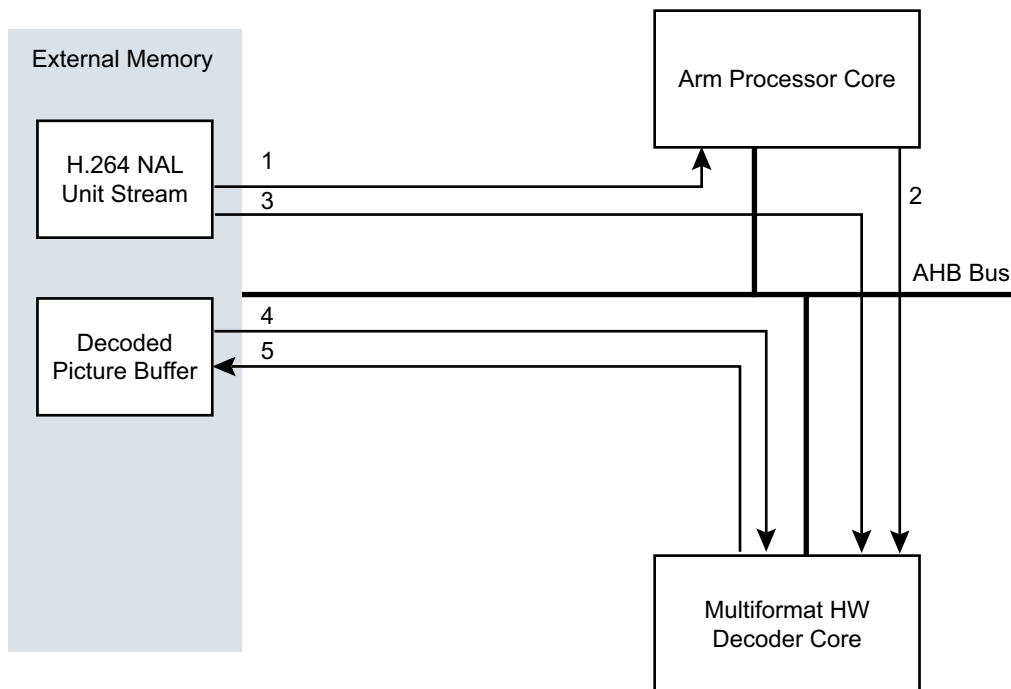 External Memory
Arm Processor Core
H.264 NAL
Unit Stream
1
3
2
AHB Bus
Decoded
Picture Buffer
4
5
Multiformat HW
Decoder Core